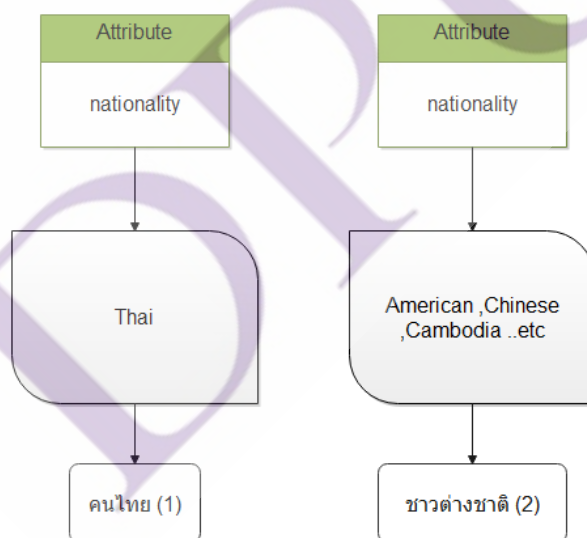 Attribute
nationality
Thai
คนไทย (1)
Attribute
nationality
American ,Chinese
,Cambodia ..etc
ชาวต่างชาติ (2)